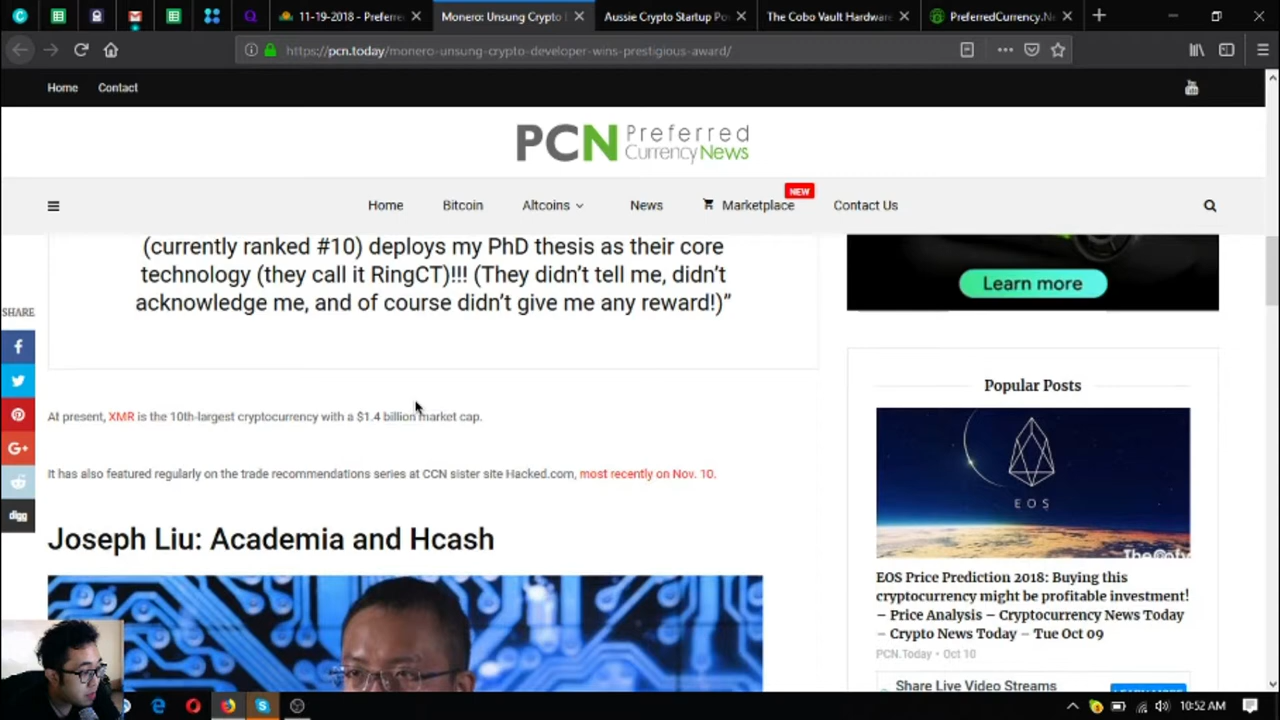 11-19-2018 - Preferre
Monero: Unsung Crypto
Aussie Crypto Startup Po
The Cobo Vault Hardware
PreferredCurrency.N
https://pcn.today/monero-unsung-crypto-developer-wins-prestigious-award/
Home
Contact
PCN Preferred
CurrencyNews
Home
Bitcoin
Altcoins
News
Marketplace
NEW
Contact Us
(currently ranked #10) deploys my PhD thesis as their core
technology (they call it RingCT)!!! (They didn't tell me, didn't
acknowledge me, and of course didn't give me any reward!)”
Learn more
SHARE
digg
At present, XMR is the 10th-largest cryptocurrency with a $1.4 billion market cap.
It has also featured regularly on the trade recommendations series at CCN sister site Hacked.com, most recently on Nov. 10.
Joseph Liu: Academia and Hcash
Popular Posts
EOS
EOS Price Prediction 2018: Buying this
cryptocurrency might be profitable investment!
– Price Analysis – Cryptocurrency News Today
– Crypto News Today – Tue Oct 09
PCN.Today • Oct 10
Share Live Video Streams
10:52 AM